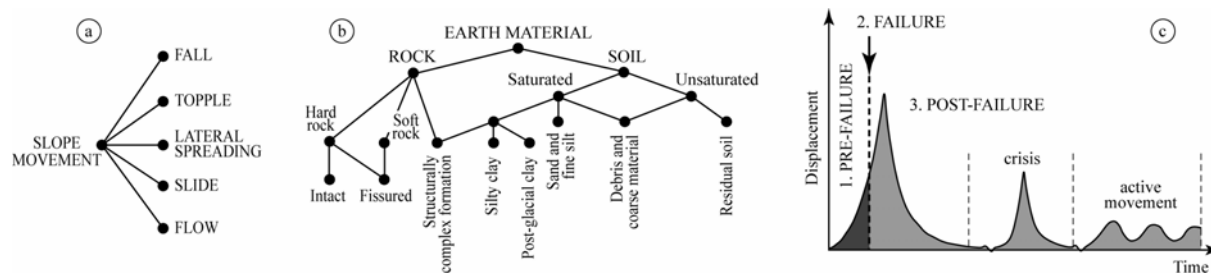 a
FALL
TOPPLE
SLOPE
MOVEMENT
LATERAL
SPREADING
SLIDE
FLOW
b
EARTH MATERIAL
ROCK
SOIL
Saturated
Unsaturated
Hard
rock
Soft
rock
Intact
Fissured
Structurally
complex formation
Silty clay
Post-glacial clay
Sand and
fine silt
Debris and
coarse material
Residual soil
c
2. FAILURE
1. PRE-FAILURE
3. POST-FAILURE
Displacement
crisis
active
movement
Time